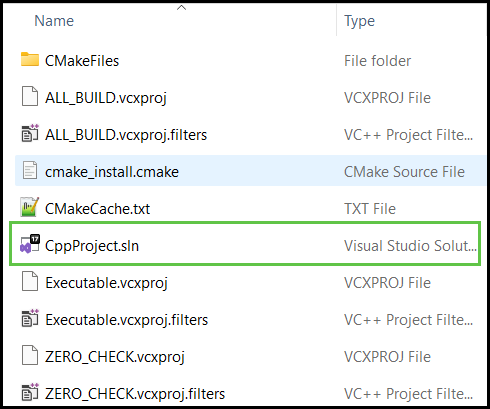 Name Type
CMakeFiles File folder
ALL_BUILD.vcxproj VCXPROJ File
ALL_BUILD.vcxproj.filters VC++ Project Filte...
cmake_install.cmake CMake Source File
CMakeCache.txt TXT File
17 CppProject.sln Visual Studio Solut...
Executable.vcxproj VCXPROJ File
Executable.vcxproj.filters VC++ Project Filte...
ZERO_CHECK.vcxproj VCXPROJ File
ZERO_CHECK.vcxproj.filters VC++ Project Filte...